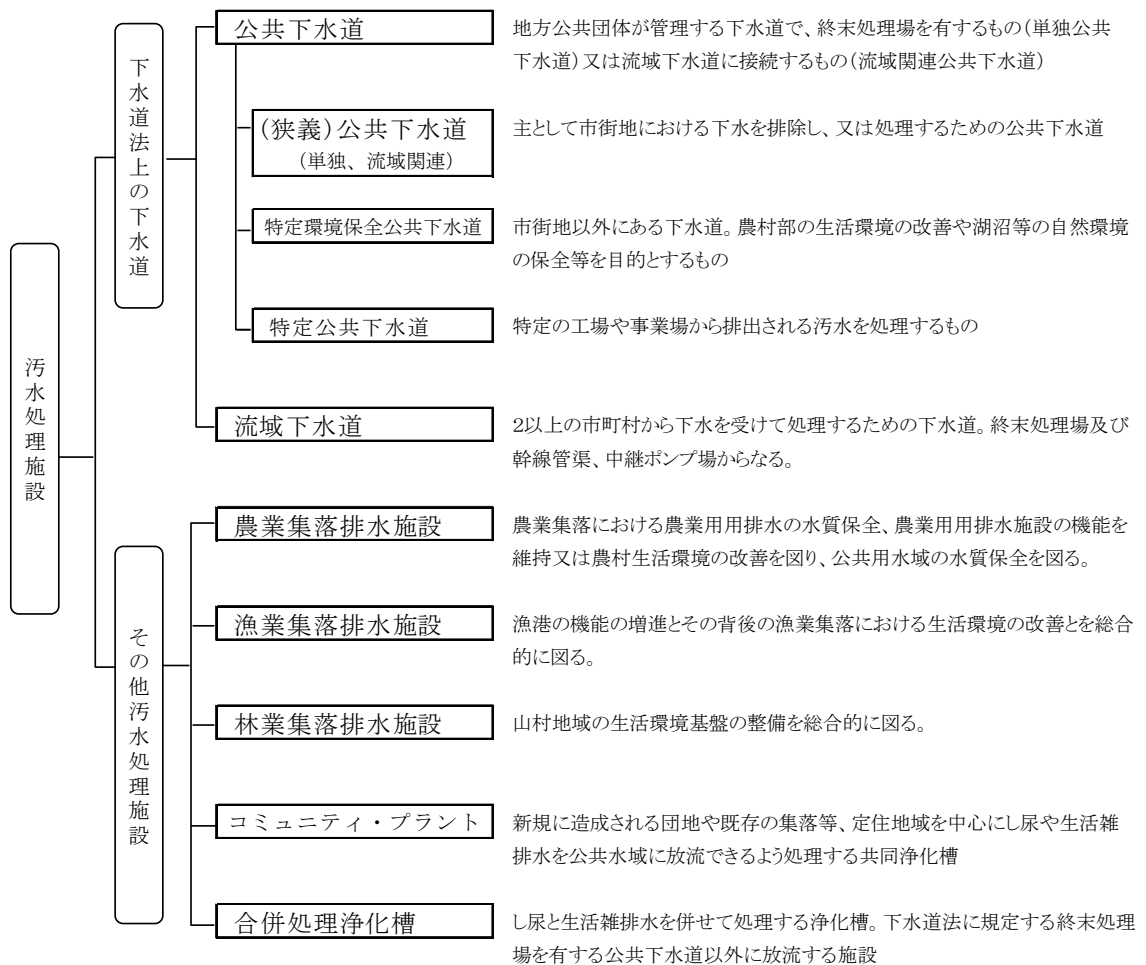 汚水処理施設
下水道法上の下水道
公共下水道
地方公共団体が管理する下水道で、終末処理場を有するもの(単独公共
下水道)又は流域下水道に接続するもの(流域関連公共下水道)
(狭義)公共下水道
(単独、流域関連)
主として市街地における下水を排除し、又は処理するための公共下水道
特定環境保全公共下水道
市街地以外にある下水道。農村部の生活環境の改善や湖沼等の自然環境
の保全等を目的とするもの
特定公共下水道
特定の工場や事業場から排出される汚水を処理するもの
流域下水道
2以上の市町村から下水を受けて処理するための下水道。終末処理場及び
幹線管渠、中継ポンプ場からなる。
その他汚水処理施設
農業集落排水施設
農業集落における農業用用排水の水質保全、農業用用排水施設の機能を
維持又は農村生活環境の改善を図り、公共用水域の水質保全を図る。
漁業集落排水施設
漁港の機能の増進とその背後の漁業集落における生活環境の改善とを総合
的に図る。
林業集落排水施設
山村地域の生活環境基盤の整備を総合的に図る。
コミュニティ・プラント
新規に造成される団地や既存の集落等、定住地域を中心にし尿や生活雑
排水を公共水域に放流できるよう処理する共同浄化槽
合併処理浄化槽
し尿と生活雑排水を併せて処理する浄化槽。下水道法に規定する終末処理
場を有する公共下水道以外に放流する施設